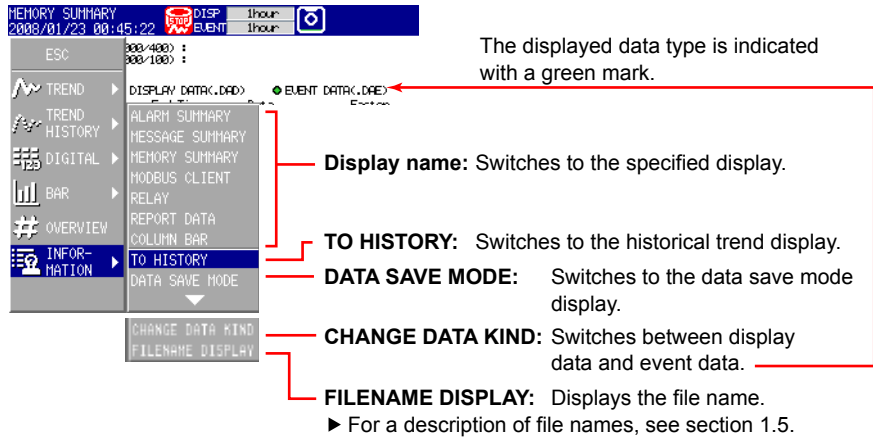 MEMORY SUMMARY
2008/01/23 00:45:22
STOP
DISP 1hour
EVENT 1hour
ESC
000/400) :
000/100) :
DISPLAY DATA(.DAD) EVENT DATA(.DAE)
TREND
TREND
HISTORY
DIGITAL
BAR
OVERVIEW
INFOR-
MATION
ALARM SUMMARY
MESSAGE SUMMARY
MEMORY SUMMARY
MODBUS CLIENT
RELAY
REPORT DATA
COLUMN BAR
TO HISTORY
DATA SAVE MODE
CHANGE DATA KIND
FILENAME DISPLAY
The displayed data type is indicated
with a green mark.
Display name: Switches to the specified display.
TO HISTORY: Switches to the historical trend display.
DATA SAVE MODE: Switches to the data save mode
display.
CHANGE DATA KIND: Switches between display
data and event data.
FILENAME DISPLAY: Displays the file name.
▶ For a description of file names, see section 1.5.